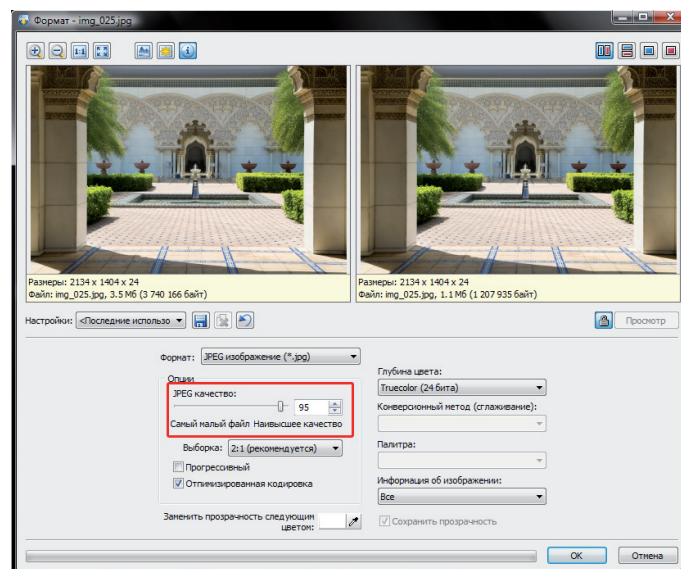 Формат - img_025.jpg
1:1
Размеры: 2134 x 1404 x 24
Файл: img_025.jpg, 3.5 Мб (3 740 166 байт)
Размеры: 2134 x 1404 x 24
Файл: img_025.jpg, 1.1 Мб (1 207 935 байт)
Настройки: <Последние использо
Просмотр
Формат: JPEG изображение (*.jpg)
Опции
JPEG качество:
95
Самый малый файл Наивысшее качество
Выборка: 2:1 (рекомендуется)
Прогрессивный
Отпимизированная кодировка
Заменить прозрачность следующим
цветом:
Глубина цвета:
Truecolor (24 бита)
Конверсионный метод (сглаживание):
Палитра:
Информация об изображении:
Все
Сохранить прозрачность
OK Отмена